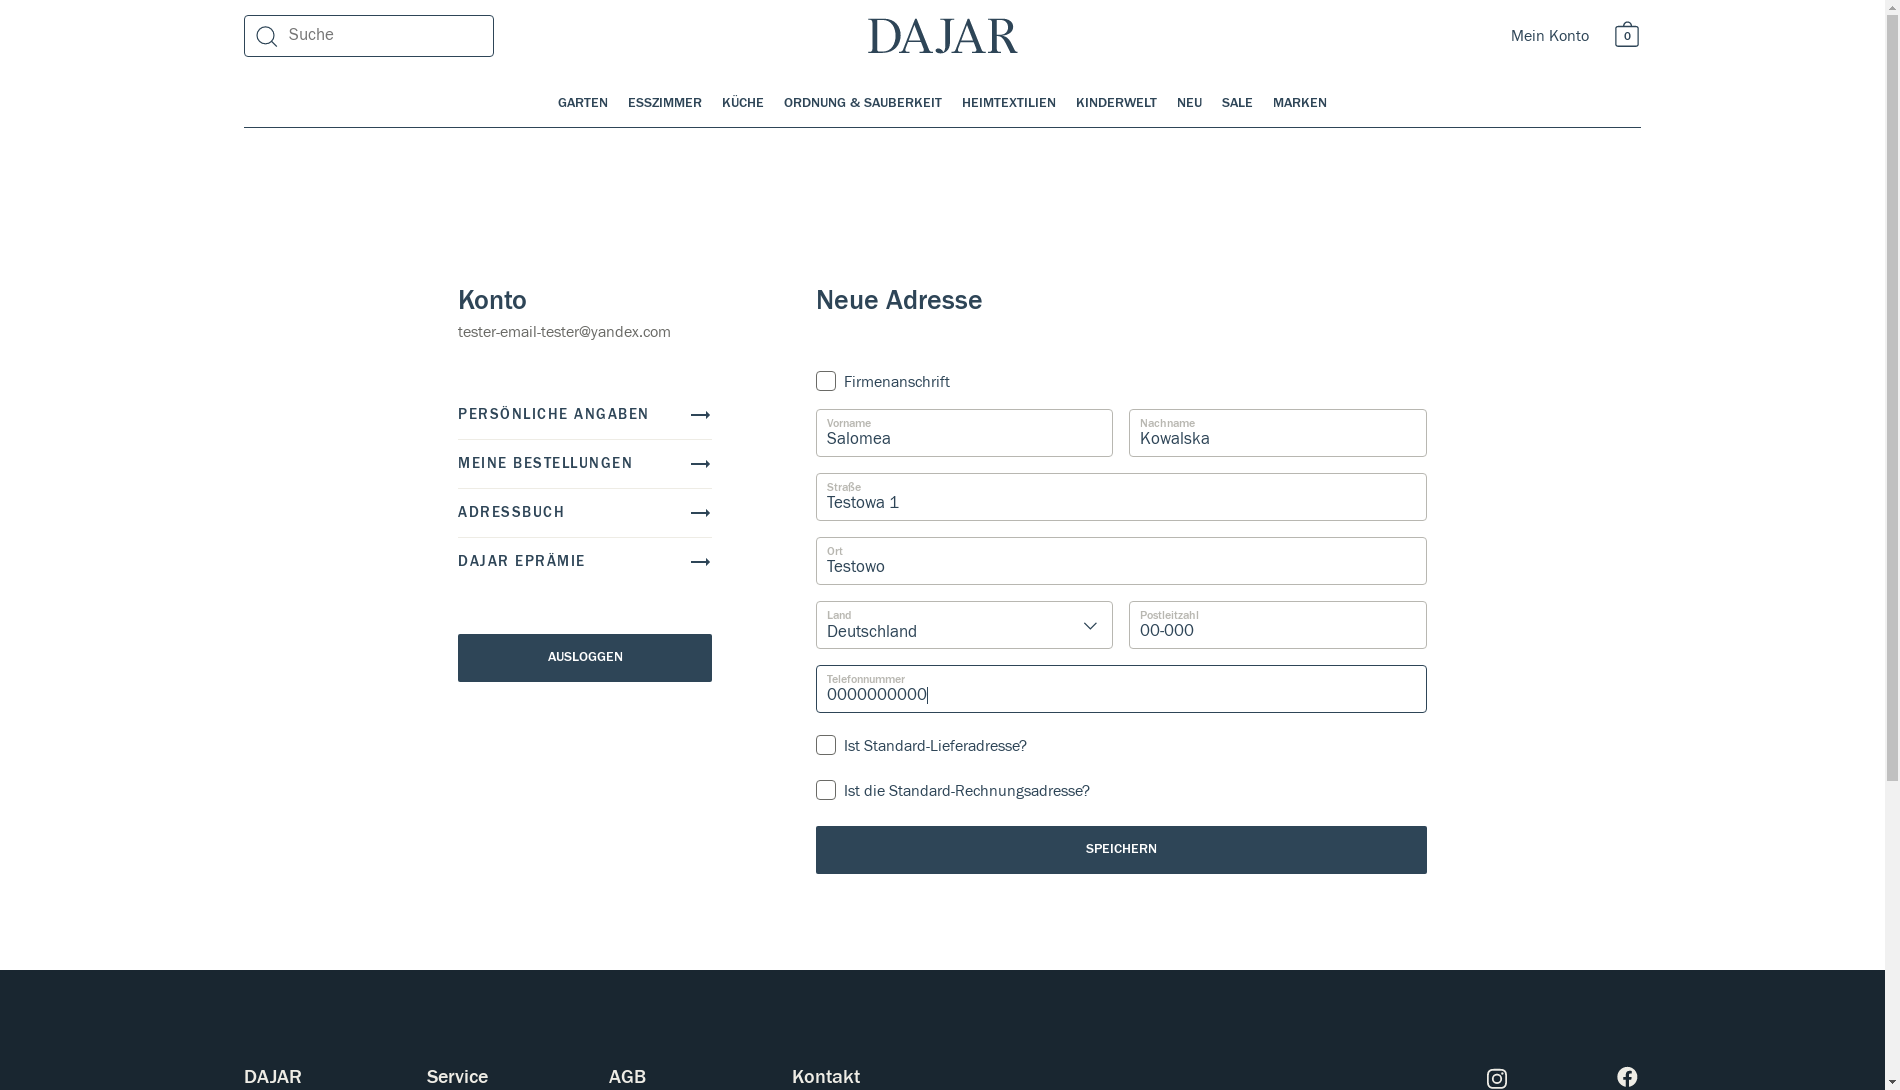 Suche
DAJAR
Mein Konto
0
GARTEN ESSZIMMER KÜCHE ORDNUNG & SAUBERKEIT HEIMTEXTILIEN KINDERWELT NEU SALE MARKEN
Konto
tester-email-tester@yandex.com
PERSÖNLICHE ANGABEN
MEINE BESTELLUNGEN
ADRESSBUCH
DAJAR EPRÄMIE
AUSLOGGEN
Neue Adresse
Firmenanschrift
Vorname
Salomea
Nachname
Kowalska
Straße
Testowa 1
Ort
Testowo
Land
Deutschland
Postleitzahl
00-000
Telefonnummer
0000000000
Ist Standard-Lieferadresse?
Ist die Standard-Rechnungsadresse?
SPEICHERN
DAJAR Service AGB Kontakt